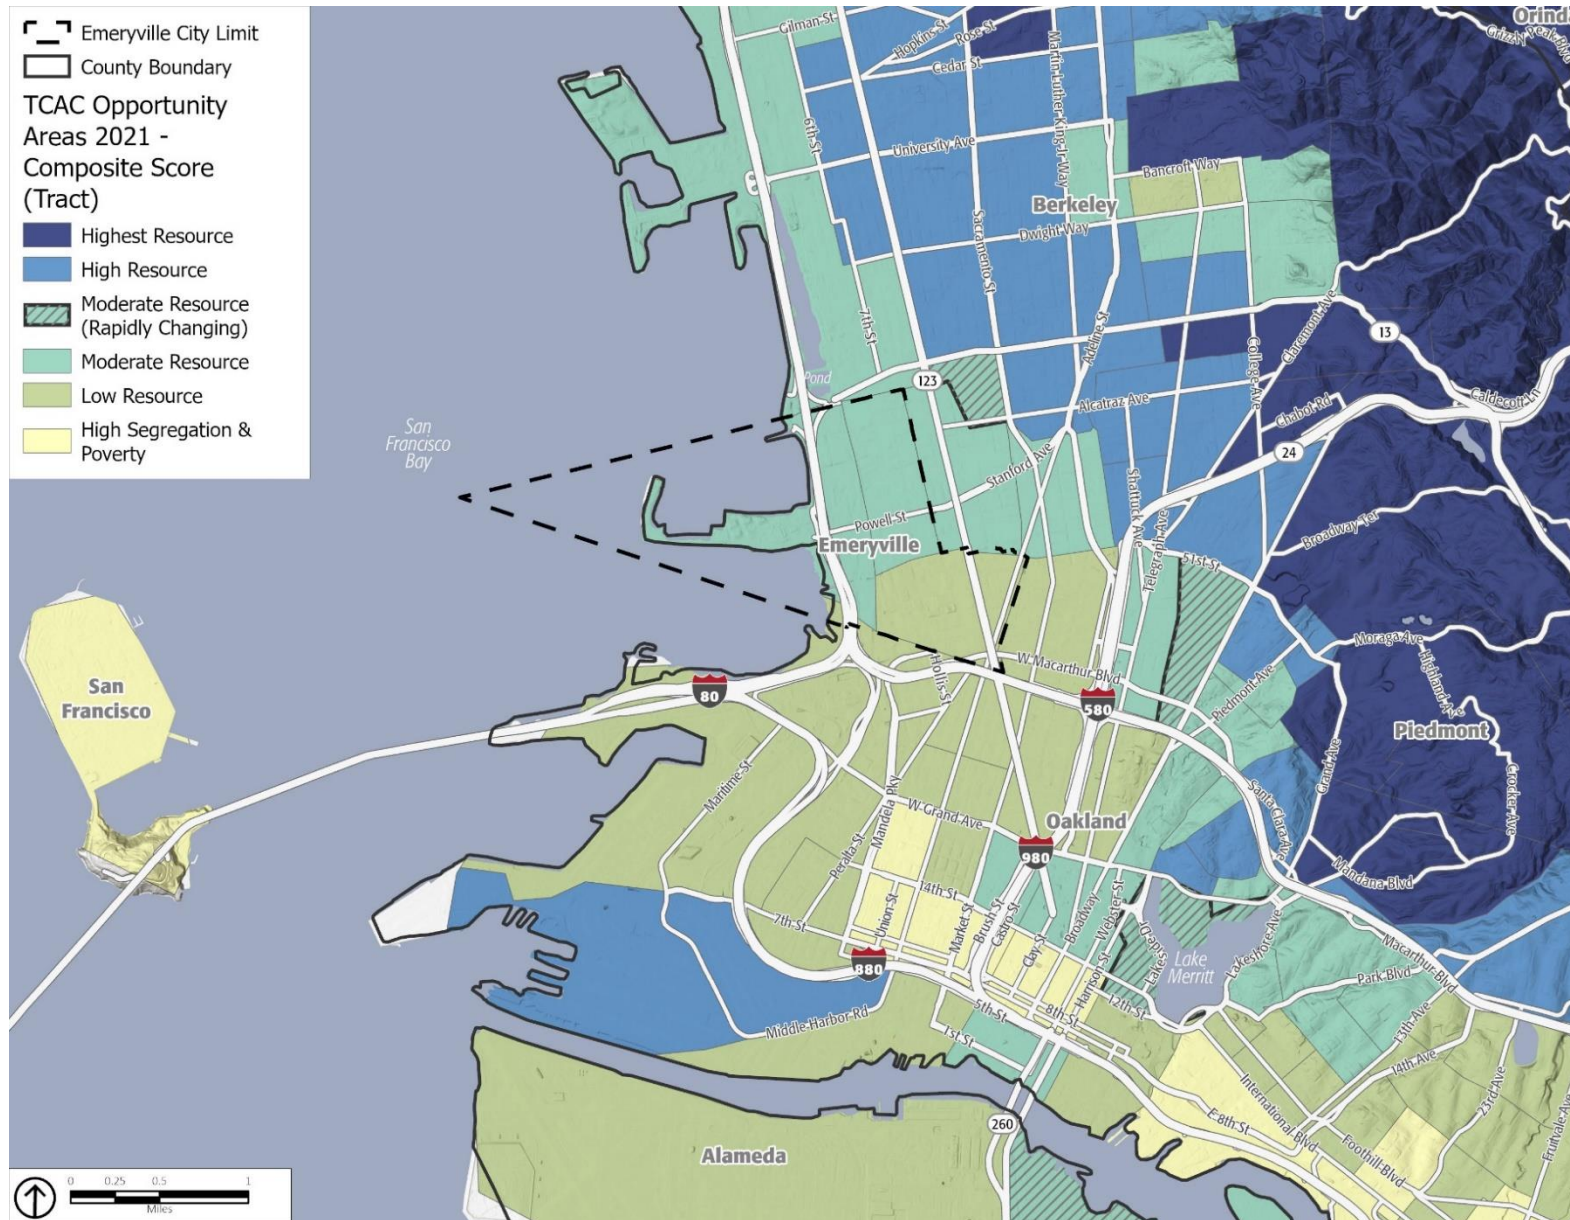 Emeryville City Limit
County Boundary
TCAC Opportunity
Areas 2021 -
Composite Score
(Tract)
Highest Resource
High Resource
Moderate Resource
(Rapidly Changing)
Moderate Resource
Low Resource
High Segregation &
Poverty
Orind
Grizzly Peak Blvd
Gilman St
Hopkins St
Rose St
Cedar St
Martin Luther King Jr Way
6th St
University Ave
Bancroft Way
Berkeley
Dwight Way
Sacramento St
7th St
Adeline St
Claremont Ave
College Ave
13
Pond
123
Alcatraz Ave
Chabot Rd
Caldecott Ln
24
San
Francisco
Bay
Stanford Ave
Powell St
Emeryville
Shattuck Ave
Telegraph Ave
Broadway Ter
51st St
Moraga Ave
Highland Ave
Piedmont
Crocker Ave
San
Francisco
80
Hollis St
W Macarthur Blvd
580
Piedmont Ave
Grand Ave
Santa Clara Ave
Mandana Blvd
Maritime St
Mandela Pky
W Grand Ave
Oakland
980
Peralta St
14th St
7th St
Union St
Market St
Brush St
Castro St
Clay St
Broadway
Webster St
Harrison St
Lakeside Dr
Lake
Merritt
Lakeshore Ave
Macarthur Blvd
Park Blvd
880
Middle Harbor Rd
5th St
8th St
12th St
1st St
13th Ave
14th Ave
23rd Ave
Fruitvale Ave
International Blvd
E 8th St
Foothill Blvd
260
Alameda
0 0.25 0.5 1
Miles